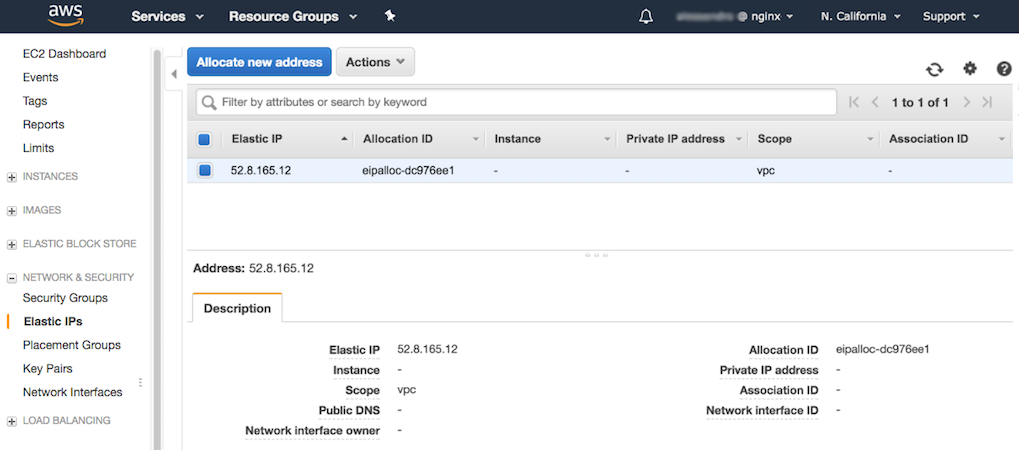 aws Services Resource Groups @ nginx N. California Support
EC2 Dashboard
Events
Tags
Reports
Limits
INSTANCES
IMAGES
ELASTIC BLOCK STORE
NETWORK & SECURITY
Security Groups
Elastic IPs
Placement Groups
Key Pairs
Network Interfaces
LOAD BALANCING
Allocate new address Actions
Filter by attributes or search by keyword 1 to 1 of 1
Elastic IP Allocation ID Instance Private IP address Scope Association ID
52.8.165.12 eipalloc-dc976ee1 - - vpc -
Address: 52.8.165.12
Description
Elastic IP 52.8.165.12 Allocation ID eipalloc-dc976ee1
Instance - Private IP address -
Scope vpc Association ID -
Public DNS - Network interface ID -
Network interface owner -